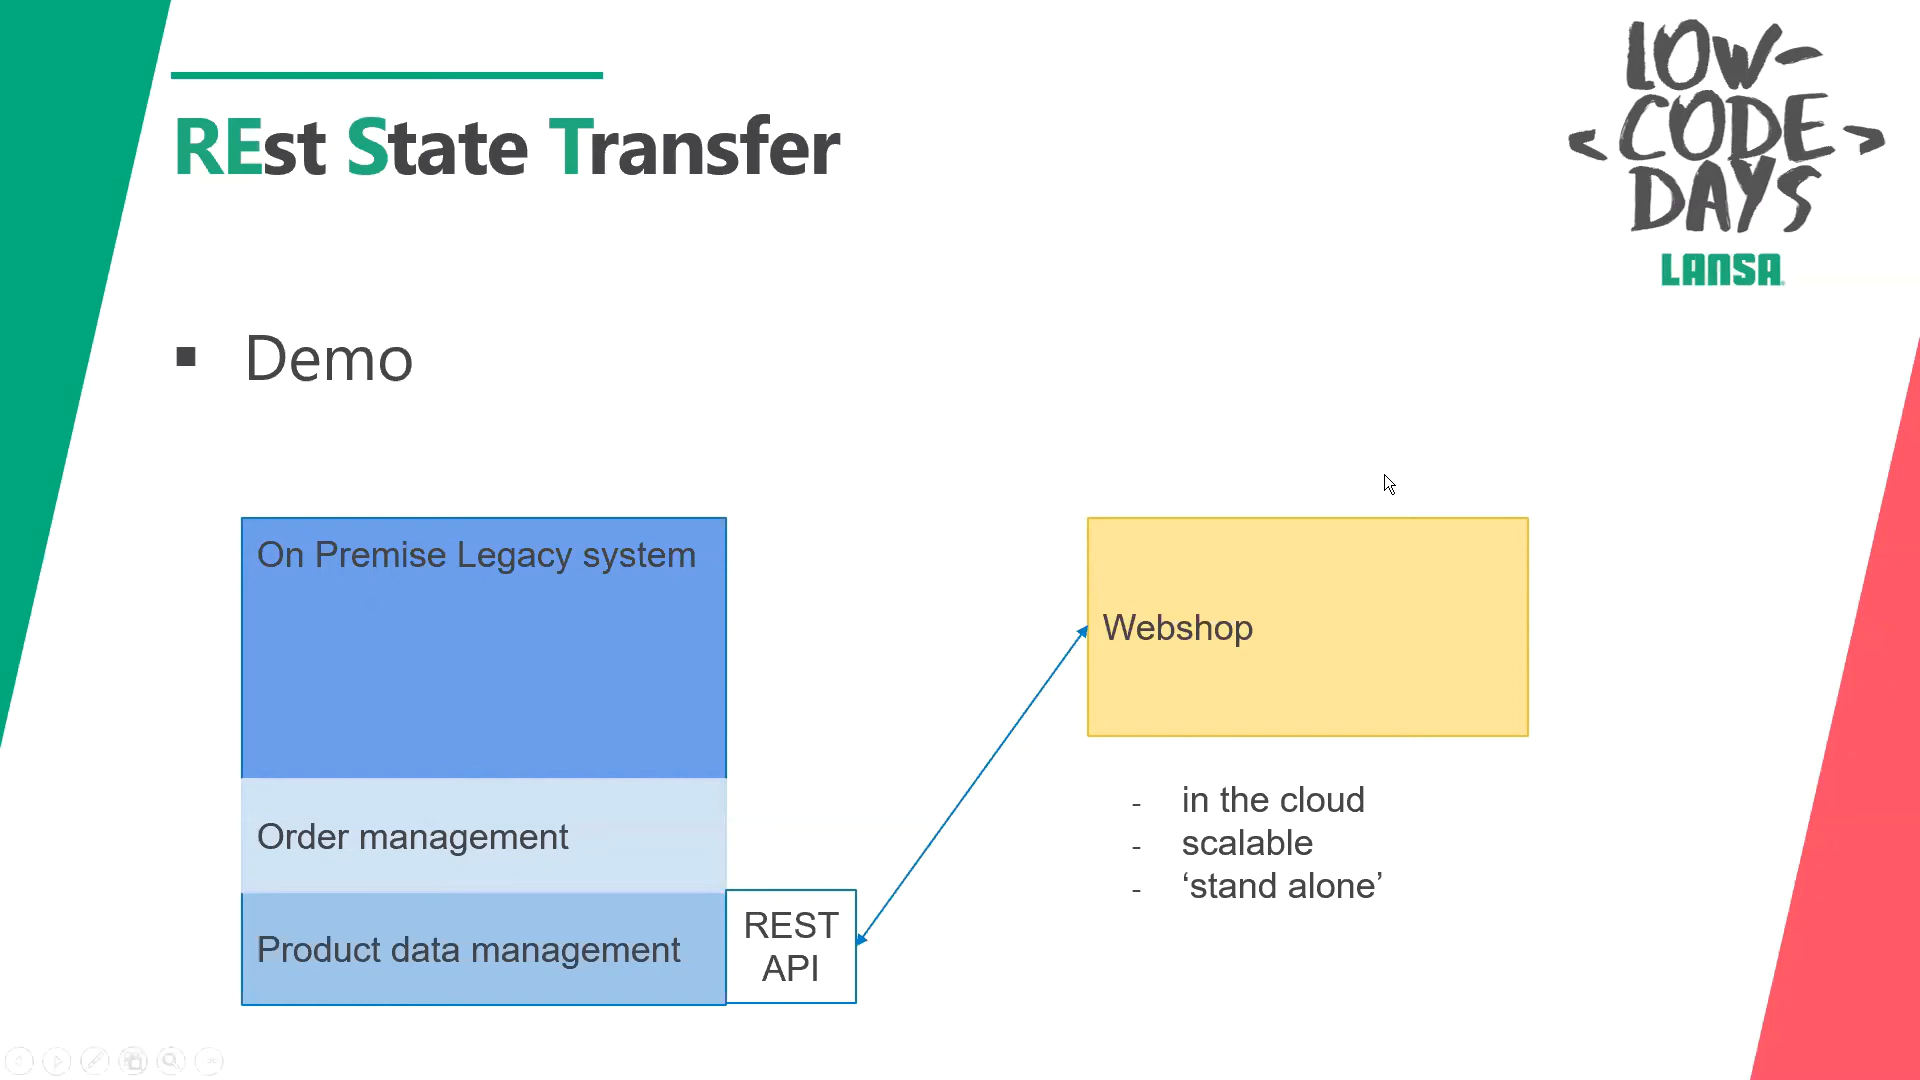 LOW-
<CODE>
DAYS
LANSA
REst State Transfer
▪ Demo
On Premise Legacy system
Order management
Product data management
REST
API
Webshop
- in the cloud
- scalable
- ‘stand alone’